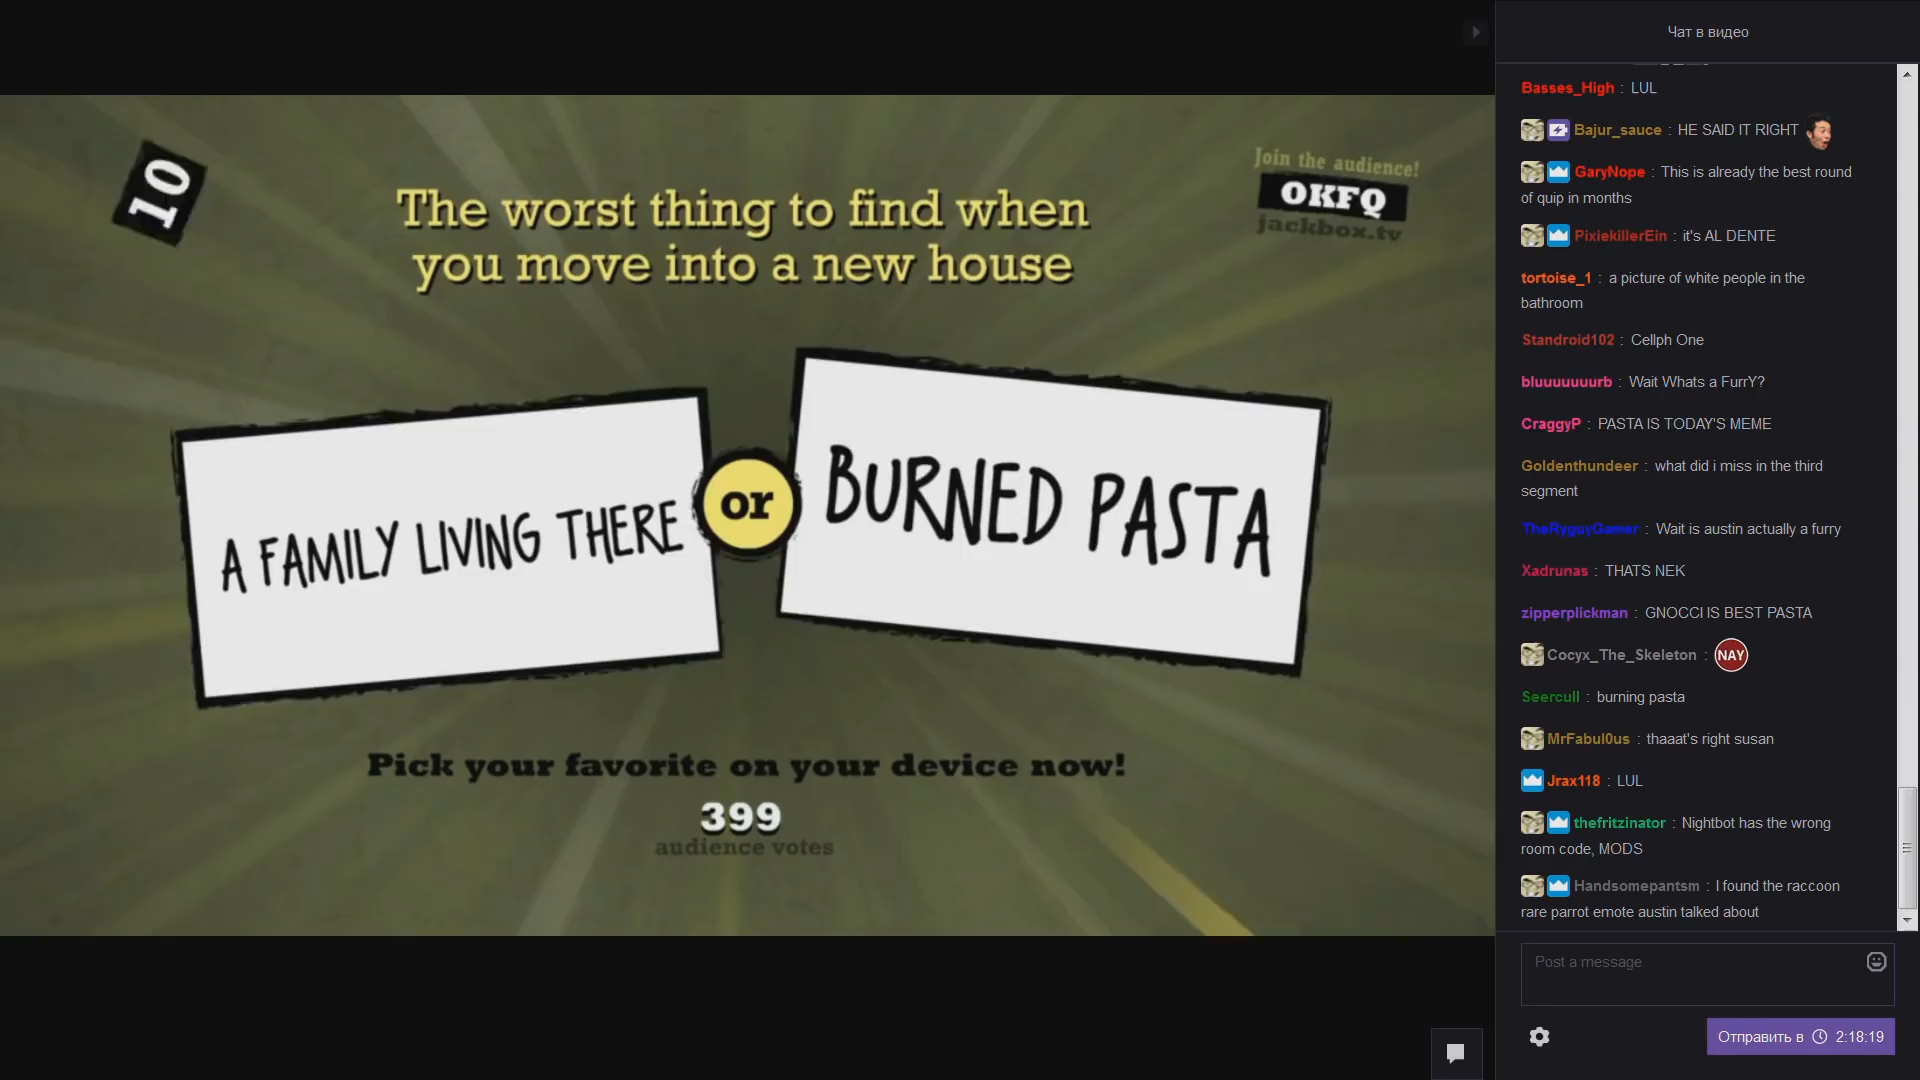 10
The worst thing to find when
you move into a new house
Join the audience!
OKFQ
jackbox.tv
A FAMILY LIVING THERE
or
BURNED PASTA
Pick your favorite on your device now!
399
audience votes
Чат в видео
Basses_High : LUL
Bajur_sauce : HE SAID IT RIGHT
GaryNope : This is already the best round
of quip in months
PixiekillerEin : it's AL DENTE
tortoise_1 : a picture of white people in the
bathroom
Standroid102 : Cellph One
bluuuuuuurb : Wait Whats a FurrY?
CraggyP : PASTA IS TODAY'S MEME
Goldenthundeer : what did i miss in the third
segment
TheRyguyGamer : Wait is austin actually a furry
Xadrunas : THATS NEK
zipperplickman : GNOCCI IS BEST PASTA
Cocyx_The_Skeleton : NAY
Seercull : burning pasta
MrFabul0us : thaaat's right susan
Jrax118 : LUL
thefritzinator : Nightbot has the wrong
room code, MODS
Handsomepantsm : I found the raccoon
rare parrot emote austin talked about
Post a message
Отправить в 2:18:19